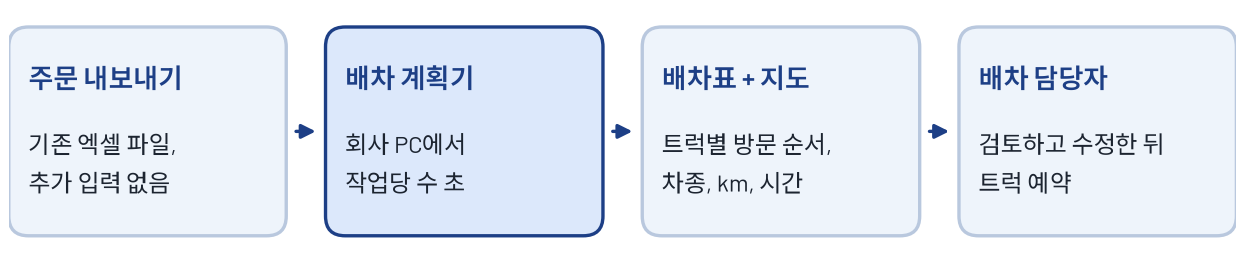 주문 내보내기
기존 엑셀 파일,
추가 입력 없음
배차 계획기
회사 PC에서
작업당 수 초
배차표 + 지도
트럭별 방문 순서,
차종, km, 시간
배차 담당자
검토하고 수정한 뒤
트럭 예약